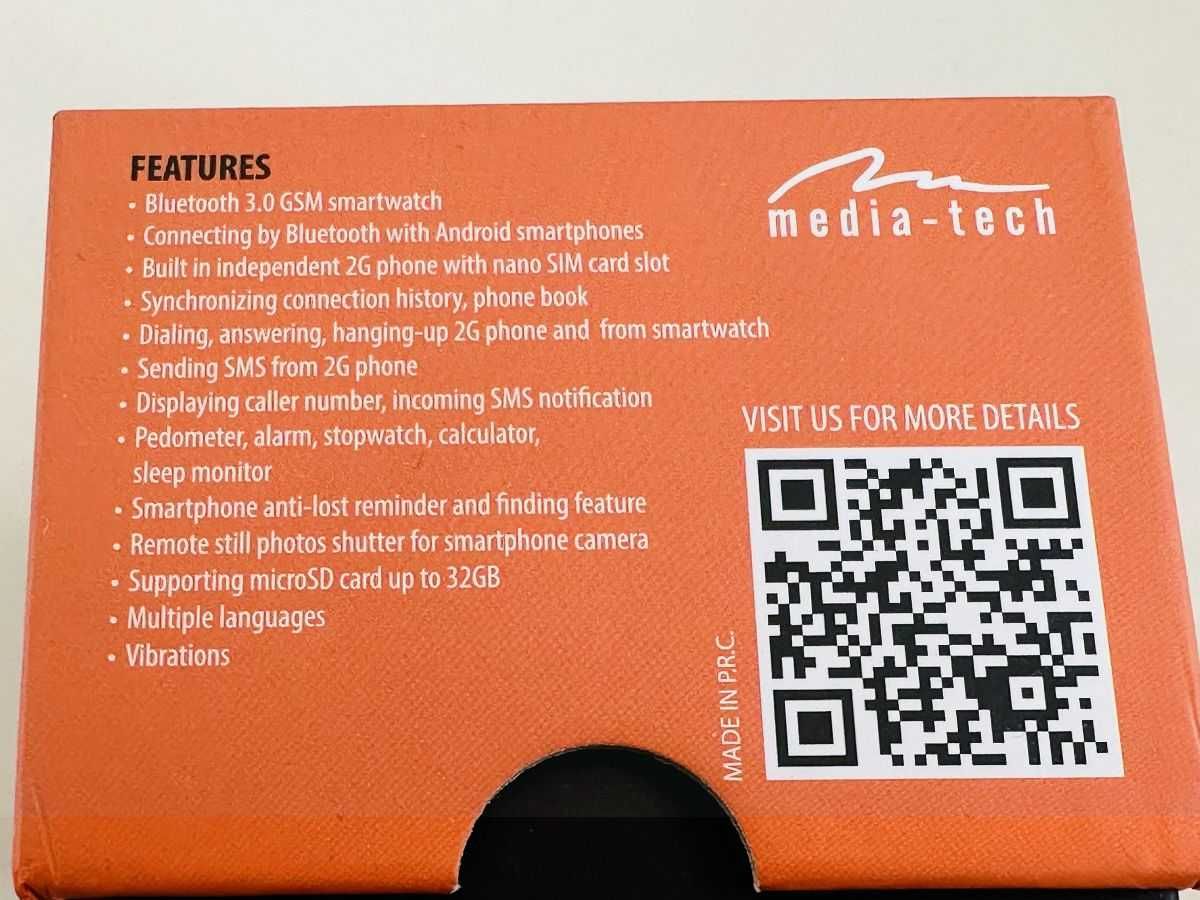 FEATURES
• Bluetooth 3.0 GSM smartwatch
• Connecting by Bluetooth with Android smartphones
• Built in independent 2G phone with nano SIM card slot
• Synchronizing connection history, phone book
• Dialing, answering, hanging-up 2G phone and from smartwatch
• Sending SMS from 2G phone
• Displaying caller number, incoming SMS notification
• Pedometer, alarm, stopwatch, calculator,
sleep monitor
• Smartphone anti-lost reminder and finding feature
• Remote still photos shutter for smartphone camera
• Supporting microSD card up to 32GB
• Multiple languages
• Vibrations
media-tech
VISIT US FOR MORE DETAILS
MADE IN P.R.C.